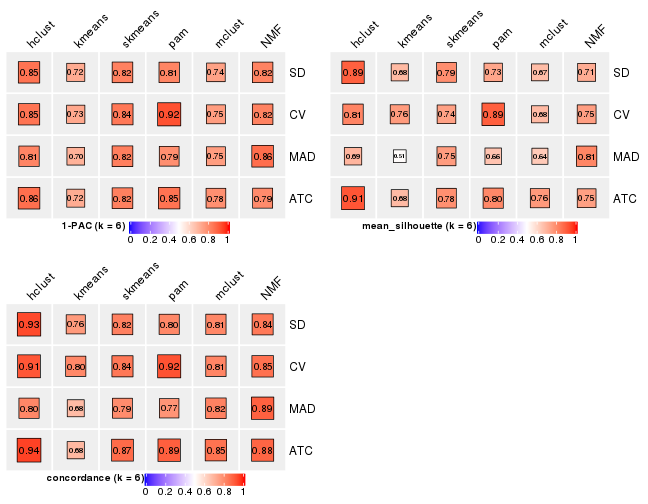 hclust kmeans skmeans pam mclust NMF
0.85 0.72 0.82 0.81 0.74 0.82 SD
0.85 0.73 0.84 0.92 0.75 0.82 CV
0.81 0.70 0.82 0.79 0.75 0.86 MAD
0.86 0.72 0.82 0.85 0.78 0.79 ATC
1-PAC (k = 6)
0 0.2 0.4 0.6 0.8 1
hclust kmeans skmeans pam mclust NMF
0.89 0.68 0.79 0.73 0.67 0.71 SD
0.81 0.76 0.74 0.89 0.68 0.75 CV
0.69 0.51 0.75 0.66 0.64 0.81 MAD
0.91 0.68 0.78 0.80 0.76 0.75 ATC
mean_silhouette (k = 6)
0 0.2 0.4 0.6 0.8 1
hclust kmeans skmeans pam mclust NMF
0.93 0.76 0.82 0.80 0.81 0.84 SD
0.91 0.80 0.84 0.92 0.81 0.85 CV
0.80 0.68 0.79 0.77 0.82 0.89 MAD
0.94 0.68 0.87 0.89 0.85 0.88 ATC
concordance (k = 6)
0 0.2 0.4 0.6 0.8 1